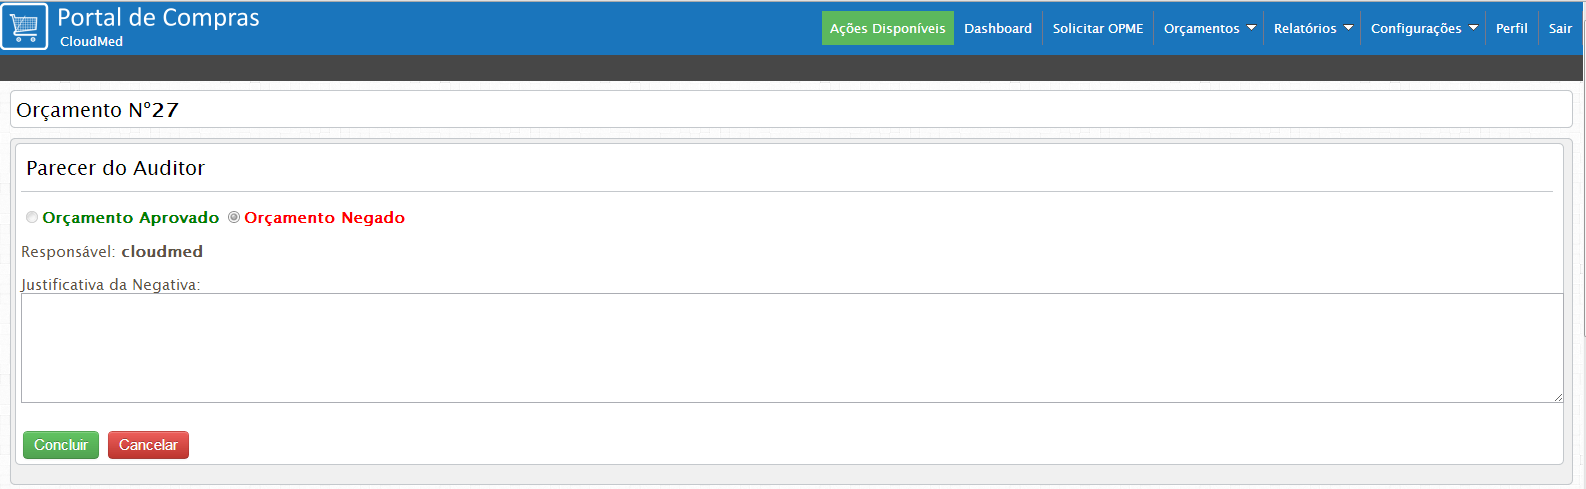 Portal de Compras
CloudMed
Ações Disponíveis Dashboard Solicitar OPME Orçamentos Relatórios Configurações Perfil Sair
Orçamento Nº27
Parecer do Auditor
Orçamento Aprovado Orçamento Negado
Responsável: cloudmed
Justificativa da Negativa:
Concluir Cancelar